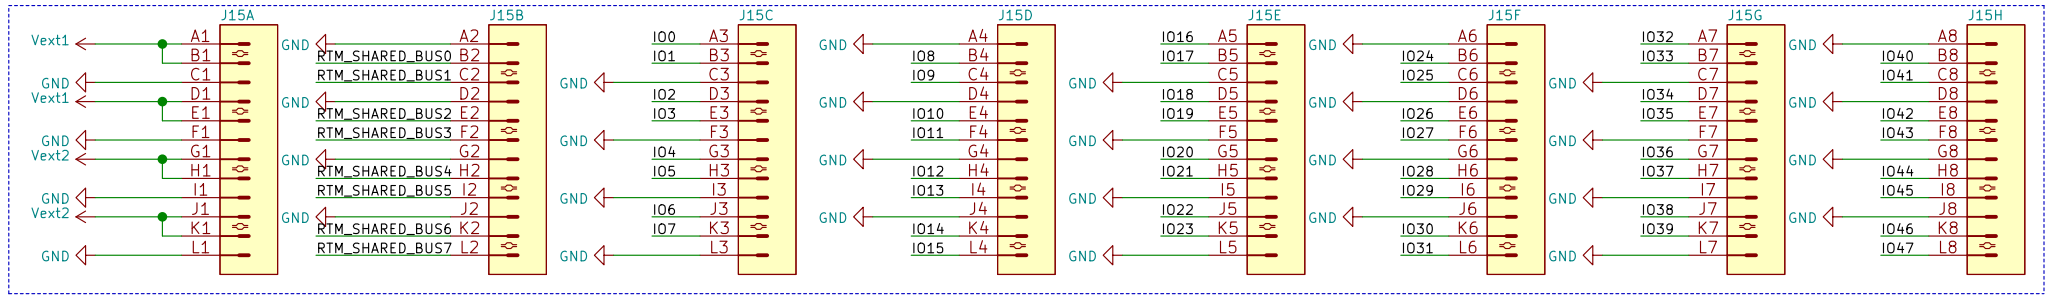 J15A J15B J15C J15D J15E J15F J15G J15H
Vext1 A1 GND A2 IO0 A3 GND A4 IO16 A5 GND A6 IO32 A7 GND A8
B1 RTM_SHARED_BUS0 B2 IO1 B3 IO8 B4 IO17 B5 IO24 B6 IO33 B7 IO40 B8
GND C1 RTM_SHARED_BUS1 C2 GND C3 IO9 C4 GND C5 IO25 C6 GND C7 IO41 C8
Vext1 D1 GND D2 IO2 D3 GND D4 IO18 D5 GND D6 IO34 D7 GND D8
E1 RTM_SHARED_BUS2 E2 IO3 E3 IO10 E4 IO19 E5 IO26 E6 IO35 E7 IO42 E8
GND F1 RTM_SHARED_BUS3 F2 GND F3 IO11 F4 GND F5 IO27 F6 GND F7 IO43 F8
Vext2 G1 GND G2 IO4 G3 GND G4 IO20 G5 GND G6 IO36 G7 GND G8
H1 RTM_SHARED_BUS4 H2 IO5 H3 IO12 H4 IO21 H5 IO28 H6 IO37 H7 IO44 H8
GND I1 RTM_SHARED_BUS5 I2 GND I3 IO13 I4 GND I5 IO29 I6 GND I7 IO45 I8
Vext2 J1 GND J2 IO6 J3 GND J4 IO22 J5 GND J6 IO38 J7 GND J8
K1 RTM_SHARED_BUS6 K2 IO7 K3 IO14 K4 IO23 K5 IO30 K6 IO39 K7 IO46 K8
GND L1 RTM_SHARED_BUS7 L2 GND L3 IO15 L4 GND L5 IO31 L6 GND L7 IO47 L8